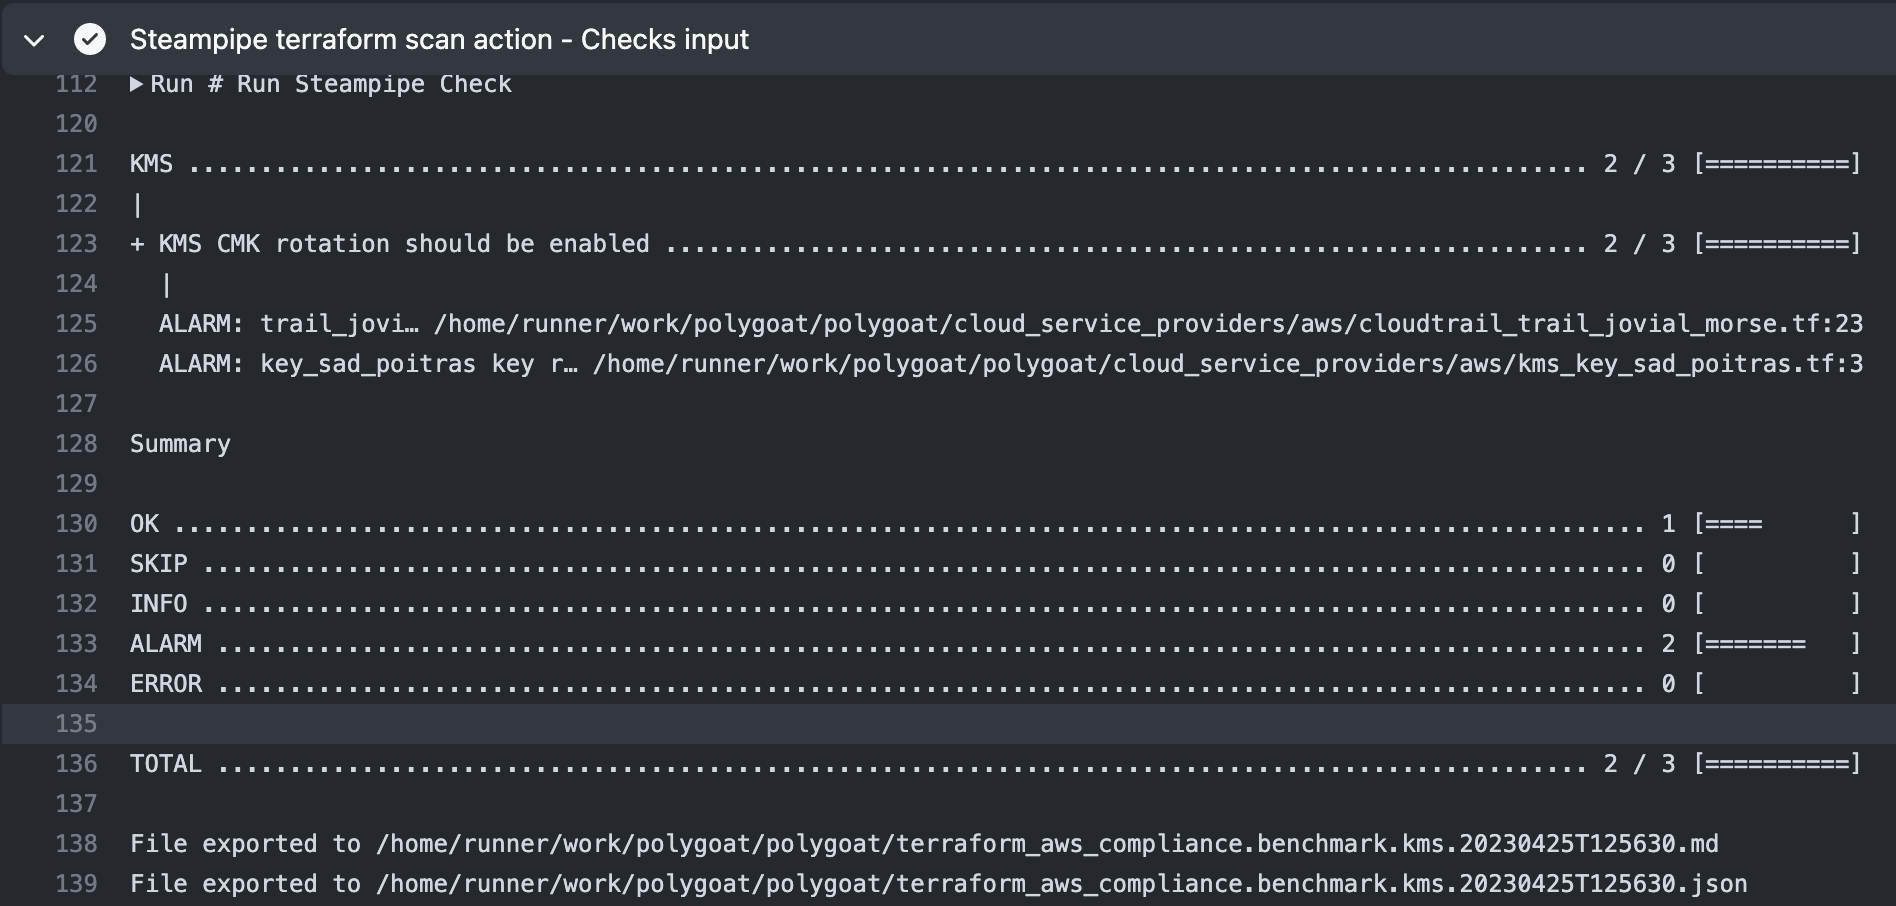 Steampipe terraform scan action - Checks input
112 ▶ Run # Run Steampipe Check
120
121 KMS ................................................................................................. 2 / 3 [==========]
122 |
123 + KMS CMK rotation should be enabled ................................................................ 2 / 3 [==========]
124 |
125 ALARM: trail_jovi… /home/runner/work/polygoat/polygoat/cloud_service_providers/aws/cloudtrail_trail_jovial_morse.tf:23
126 ALARM: key_sad_poitras key r… /home/runner/work/polygoat/polygoat/cloud_service_providers/aws/kms_key_sad_poitras.tf:3
127
128 Summary
129
130 OK ...................................................................................................... 1 [====      ]
131 SKIP .................................................................................................... 0 [          ]
132 INFO .................................................................................................... 0 [          ]
133 ALARM ................................................................................................... 2 [=======   ]
134 ERROR ................................................................................................... 0 [          ]
135
136 TOTAL ............................................................................................... 2 / 3 [==========]
137
138 File exported to /home/runner/work/polygoat/polygoat/terraform_aws_compliance.benchmark.kms.20230425T125630.md
139 File exported to /home/runner/work/polygoat/polygoat/terraform_aws_compliance.benchmark.kms.20230425T125630.json